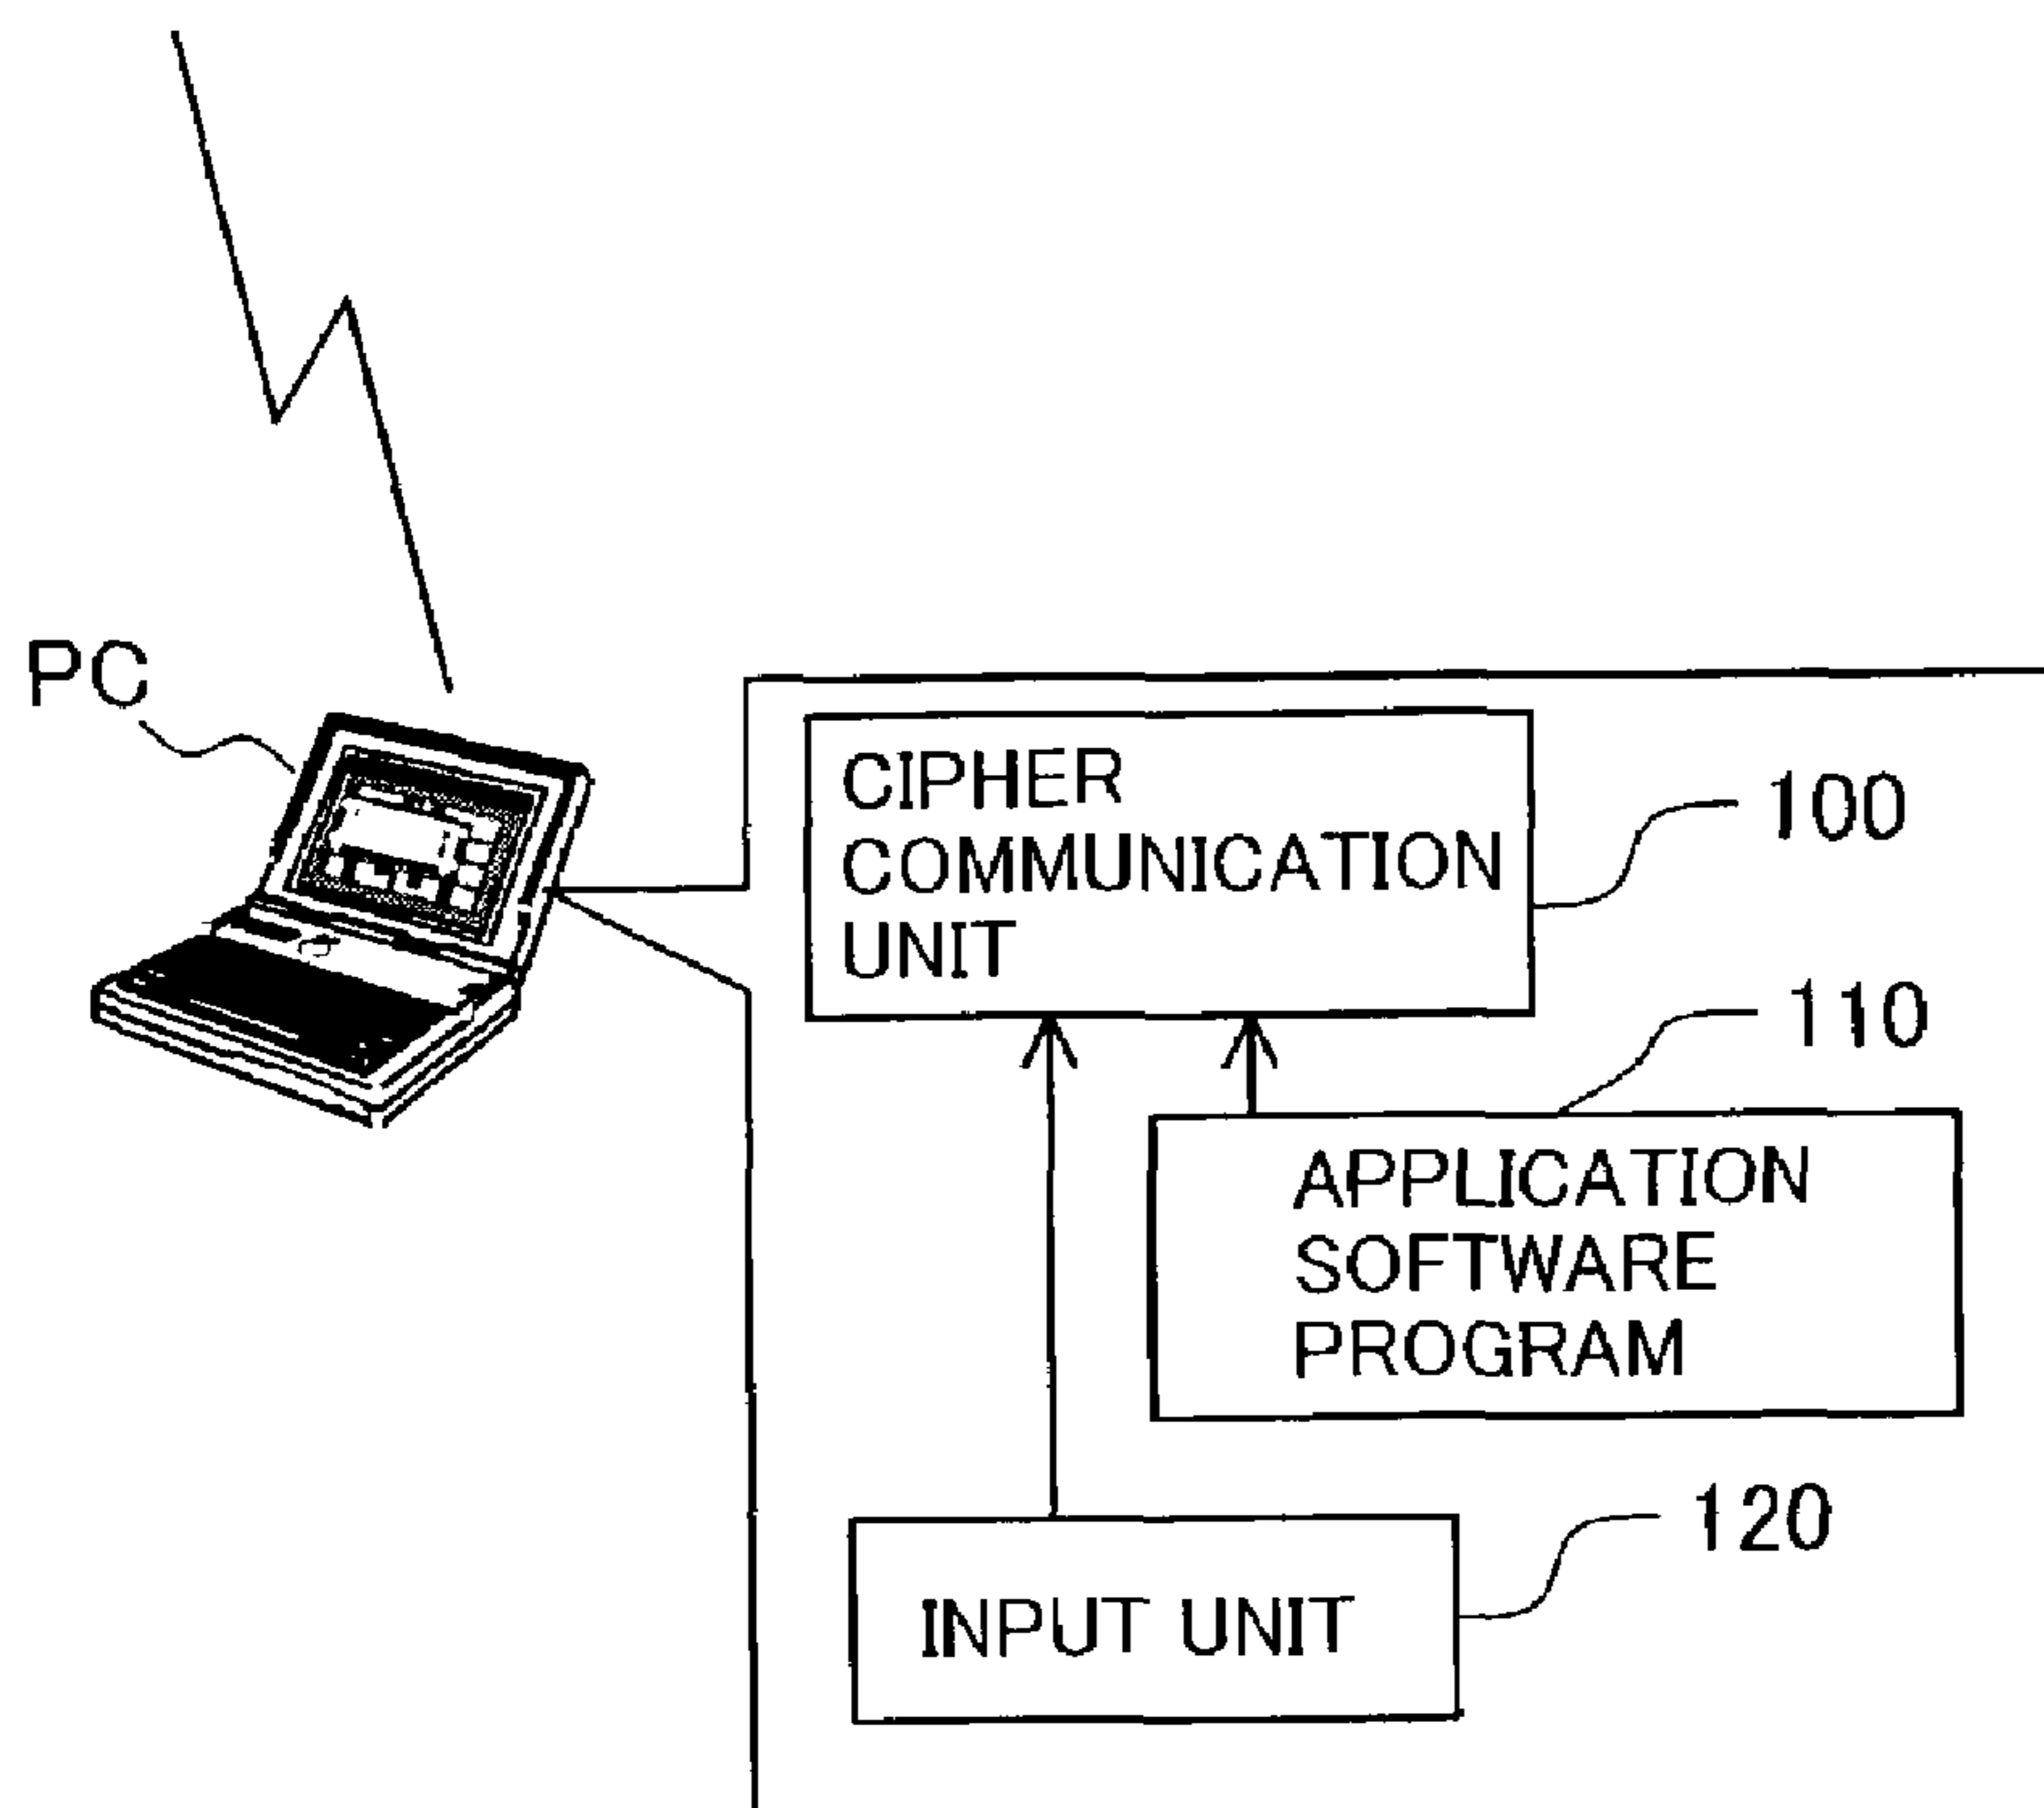 PC
CIPHER
COMMUNICATION
UNIT
100
110
APPLICATION
SOFTWARE
PROGRAM
120
INPUT UNIT